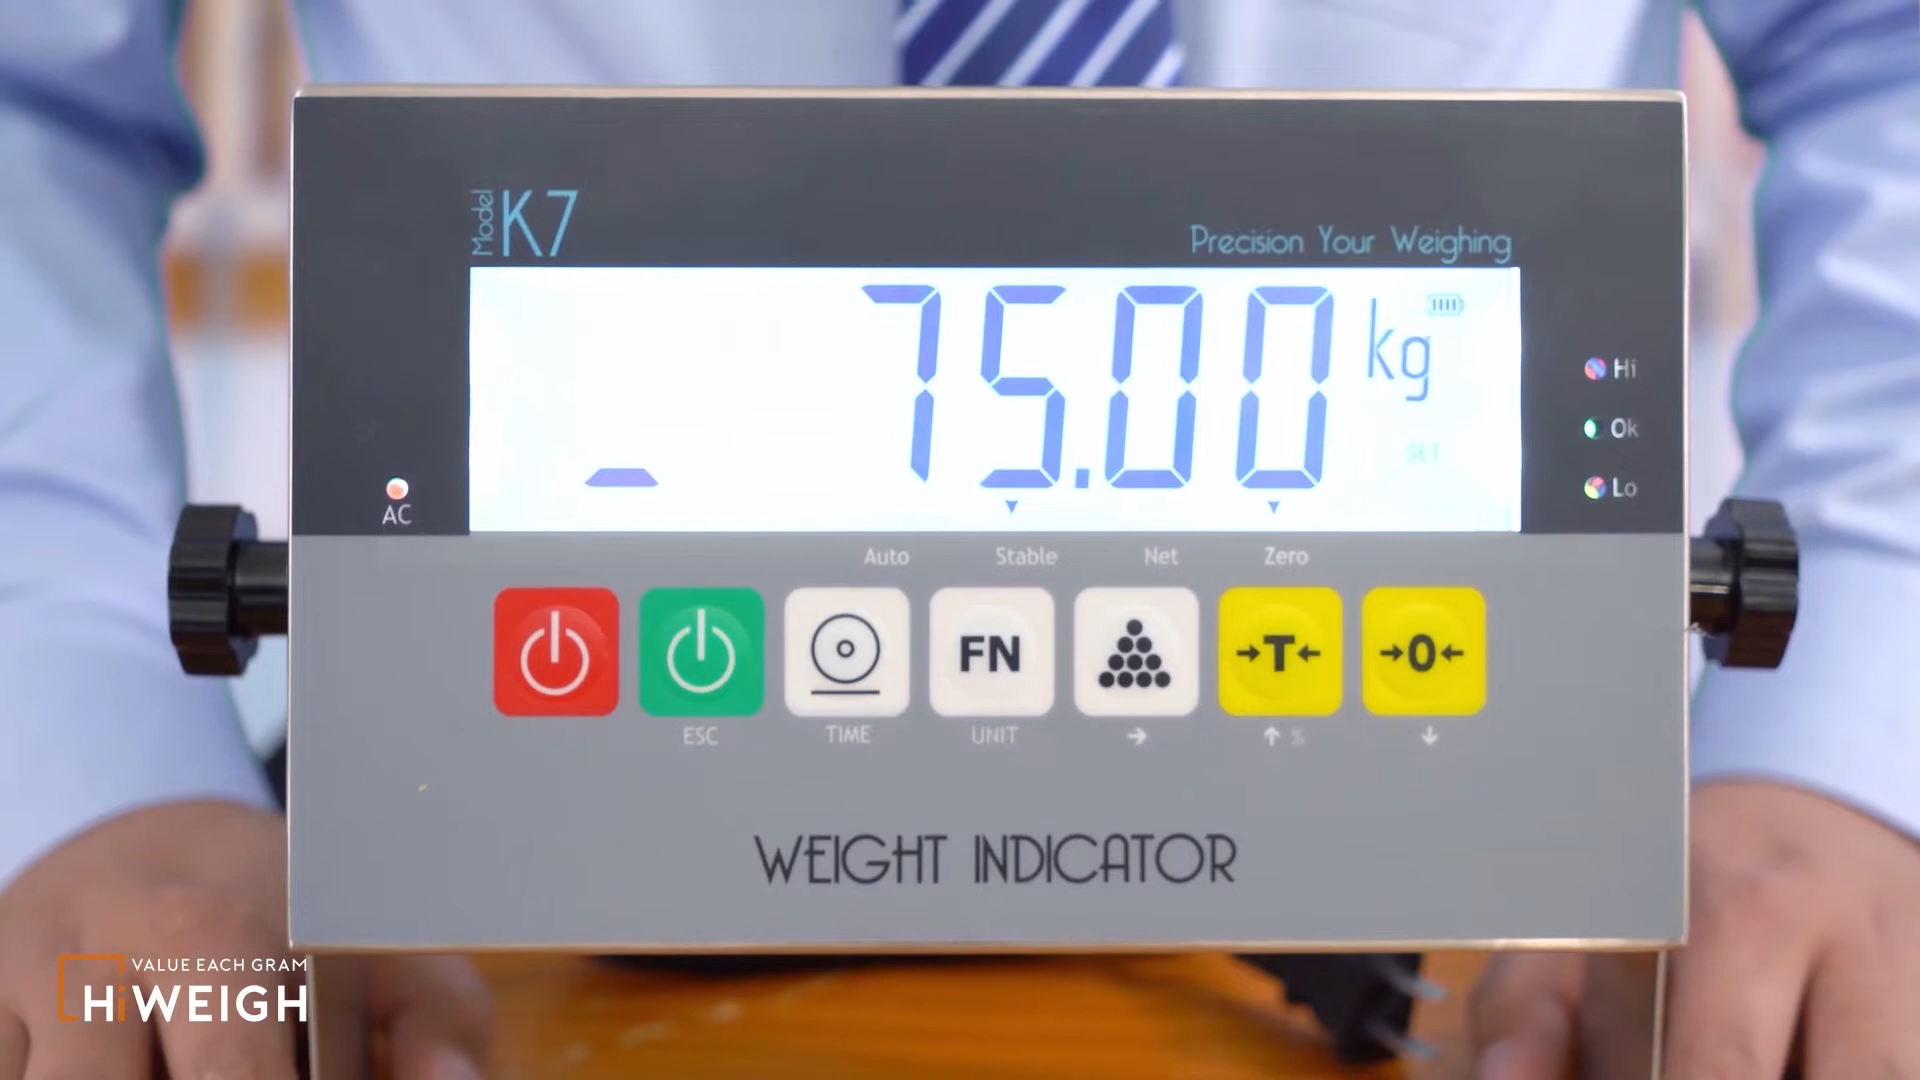 Model K7
Precision Your Weighing
_ 75.00 kg
SET
Hi
Ok
Lo
AC
Auto Stable Net Zero
FN →T← →0←
ESC TIME UNIT → ↑ % ↓
WEIGHT INDICATOR
VALUE EACH GRAM
HiWEIGH